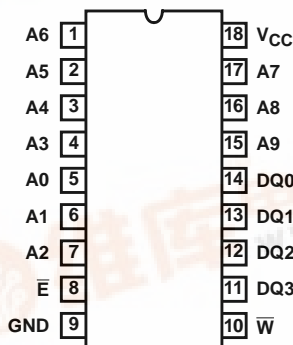 A6 1 18 VCC
A5 2 17 A7
A4 3 16 A8
A3 4 15 A9
A0 5 14 DQ0
A1 6 13 DQ1
A2 7 12 DQ2
E̅ 8 11 DQ3
GND 9 10 W̅